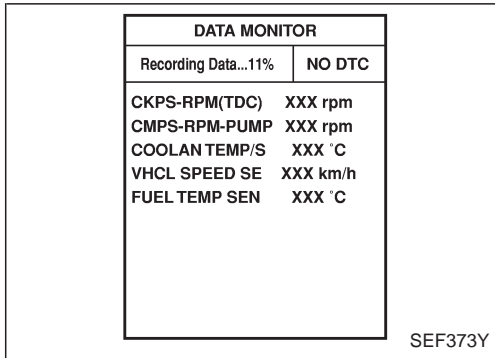 DATA MONITOR
Recording Data...11% NO DTC
CKPS-RPM(TDC) XXX rpm
CMPS-RPM-PUMP XXX rpm
COOLAN TEMP/S XXX °C
VHCL SPEED SE XXX km/h
FUEL TEMP SEN XXX °C
SEF373Y